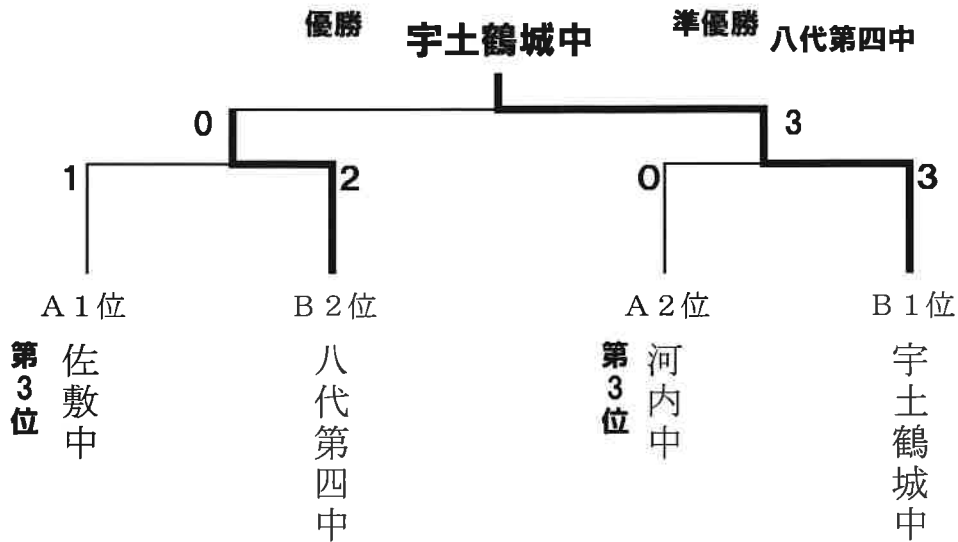 優勝 宇土鶴城中 準優勝 八代第四中
0 3
1 2 0 3
A1位 B2位 A2位 B1位
第3位
佐敷中
八代第四中
第3位
河内中
宇土鶴城中